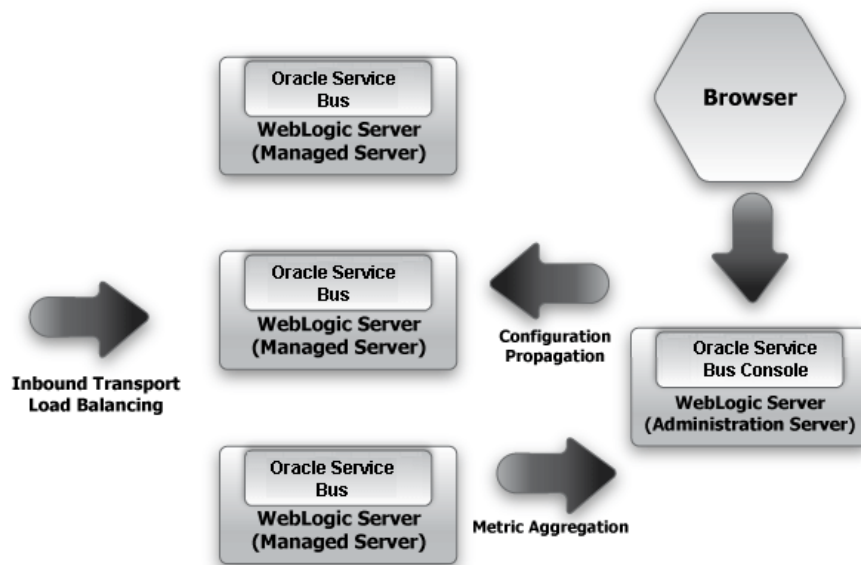 Oracle Service
Bus
WebLogic Server
(Managed Server)
Browser
Oracle Service
Bus
WebLogic Server
(Managed Server)
Inbound Transport
Load Balancing
Configuration
Propagation
Oracle Service
Bus Console
WebLogic Server
(Administration Server)
Oracle Service
Bus
WebLogic Server
(Managed Server)
Metric Aggregation